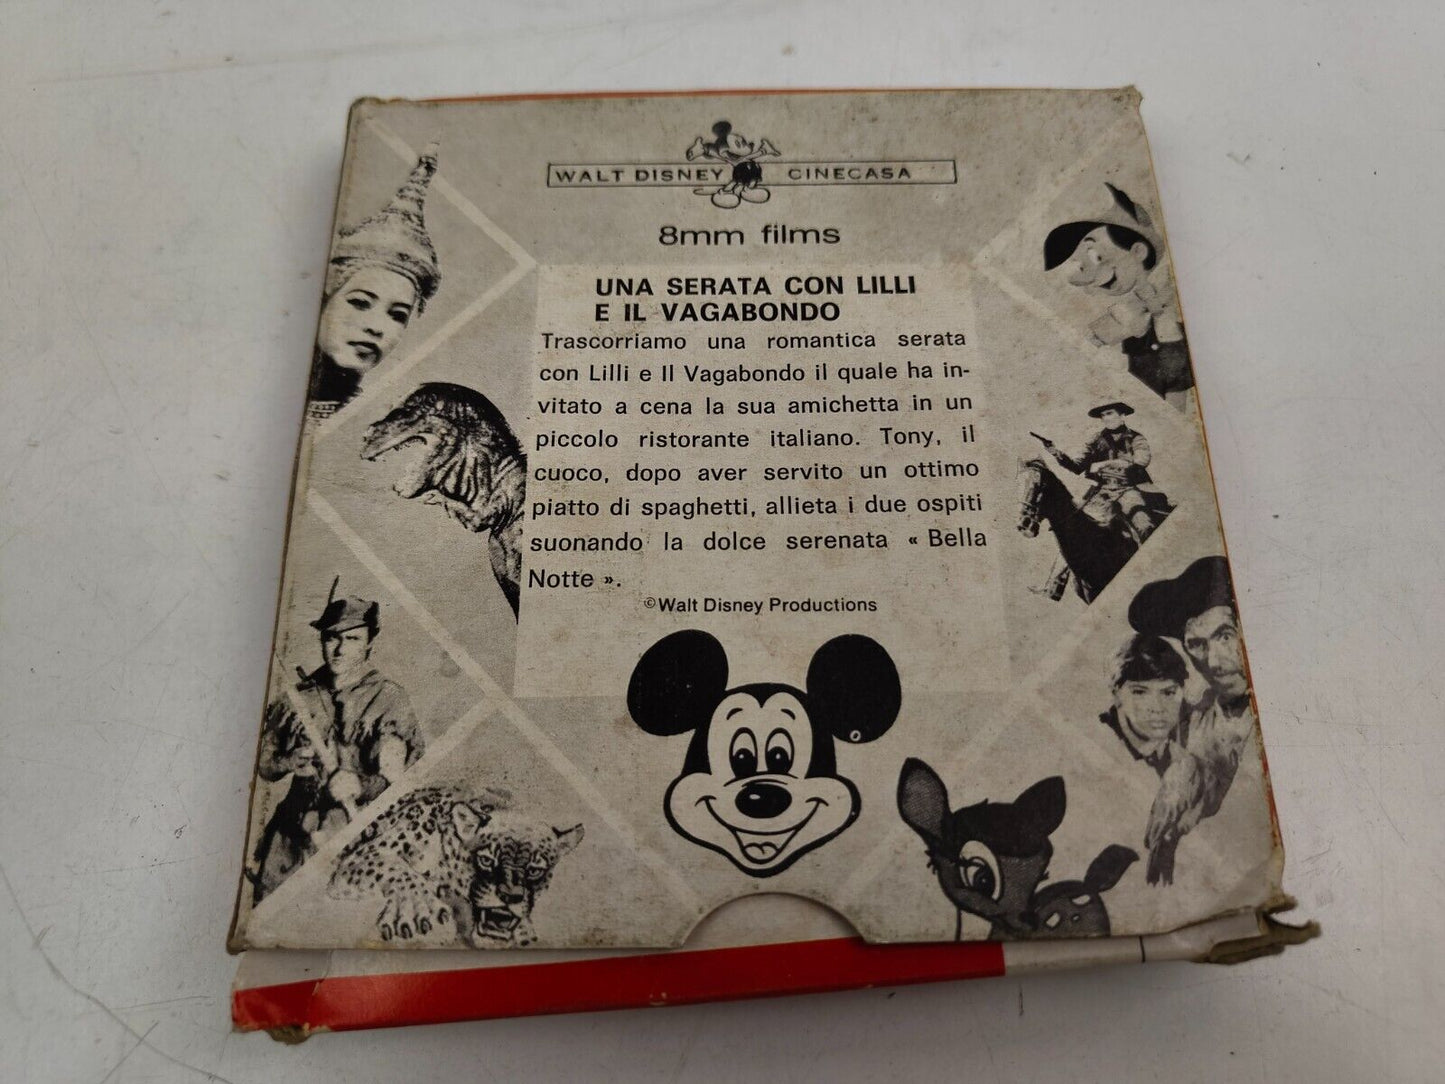 WALT DISNEY CINECASA
8mm films
UNA SERATA CON LILLI
E IL VAGABONDO
Trascorriamo una romantica serata
con Lilli e Il Vagabondo il quale ha in-
vitato a cena la sua amichetta in un
piccolo ristorante italiano. Tony, il
cuoco, dopo aver servito un ottimo
piatto di spaghetti, allieta i due ospiti
suonando la dolce serenata « Bella
Notte ».
©Walt Disney Productions